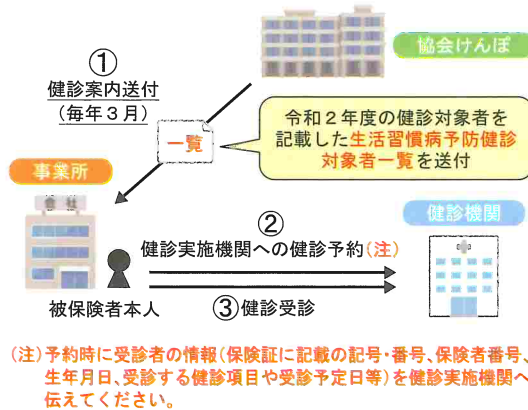 協会けんぽ
①
健診案内送付
(毎年3月)
一覧
令和2年度の健診対象者を
記載した生活習慣病予防健診
対象者一覧を送付
事業所
会社
健診機関
②
健診実施機関への健診予約(注)
被保険者本人
③健診受診
(注)予約時に受診者の情報(保険証に記載の記号・番号、保険者番号、
生年月日、受診する健診項目や受診予定日等)を健診実施機関へ
伝えてください。